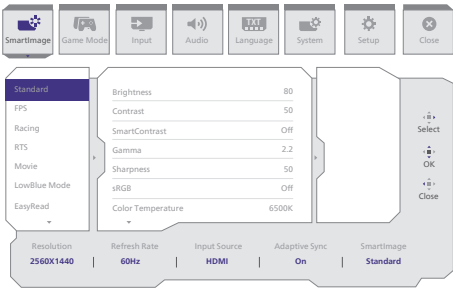 SmartImage
Game Mode
Input
Audio
TXT
Language
System
Setup
Close
Standard
FPS
Racing
RTS
Movie
LowBlue Mode
EasyRead
Brightness 80
Contrast 50
SmartContrast Off
Gamma 2.2
Sharpness 50
sRGB Off
Color Temperature 6500K
Select
OK
Close
Resolution Refresh Rate Input Source Adaptive Sync SmartImage
2560X1440 | 60Hz | HDMI | On | Standard